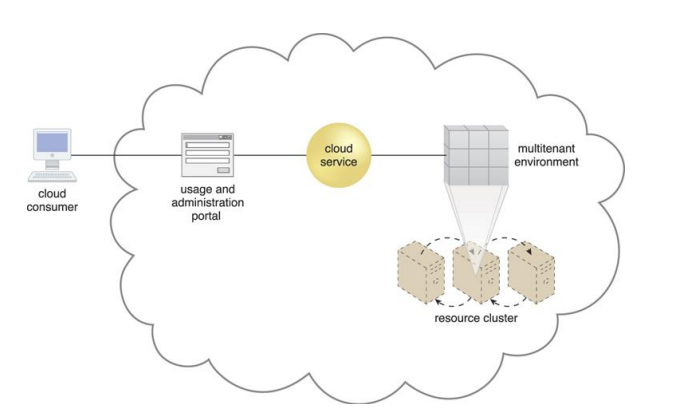 cloud
consumer
usage and
administration
portal
cloud
service
multitenant
environment
resource cluster